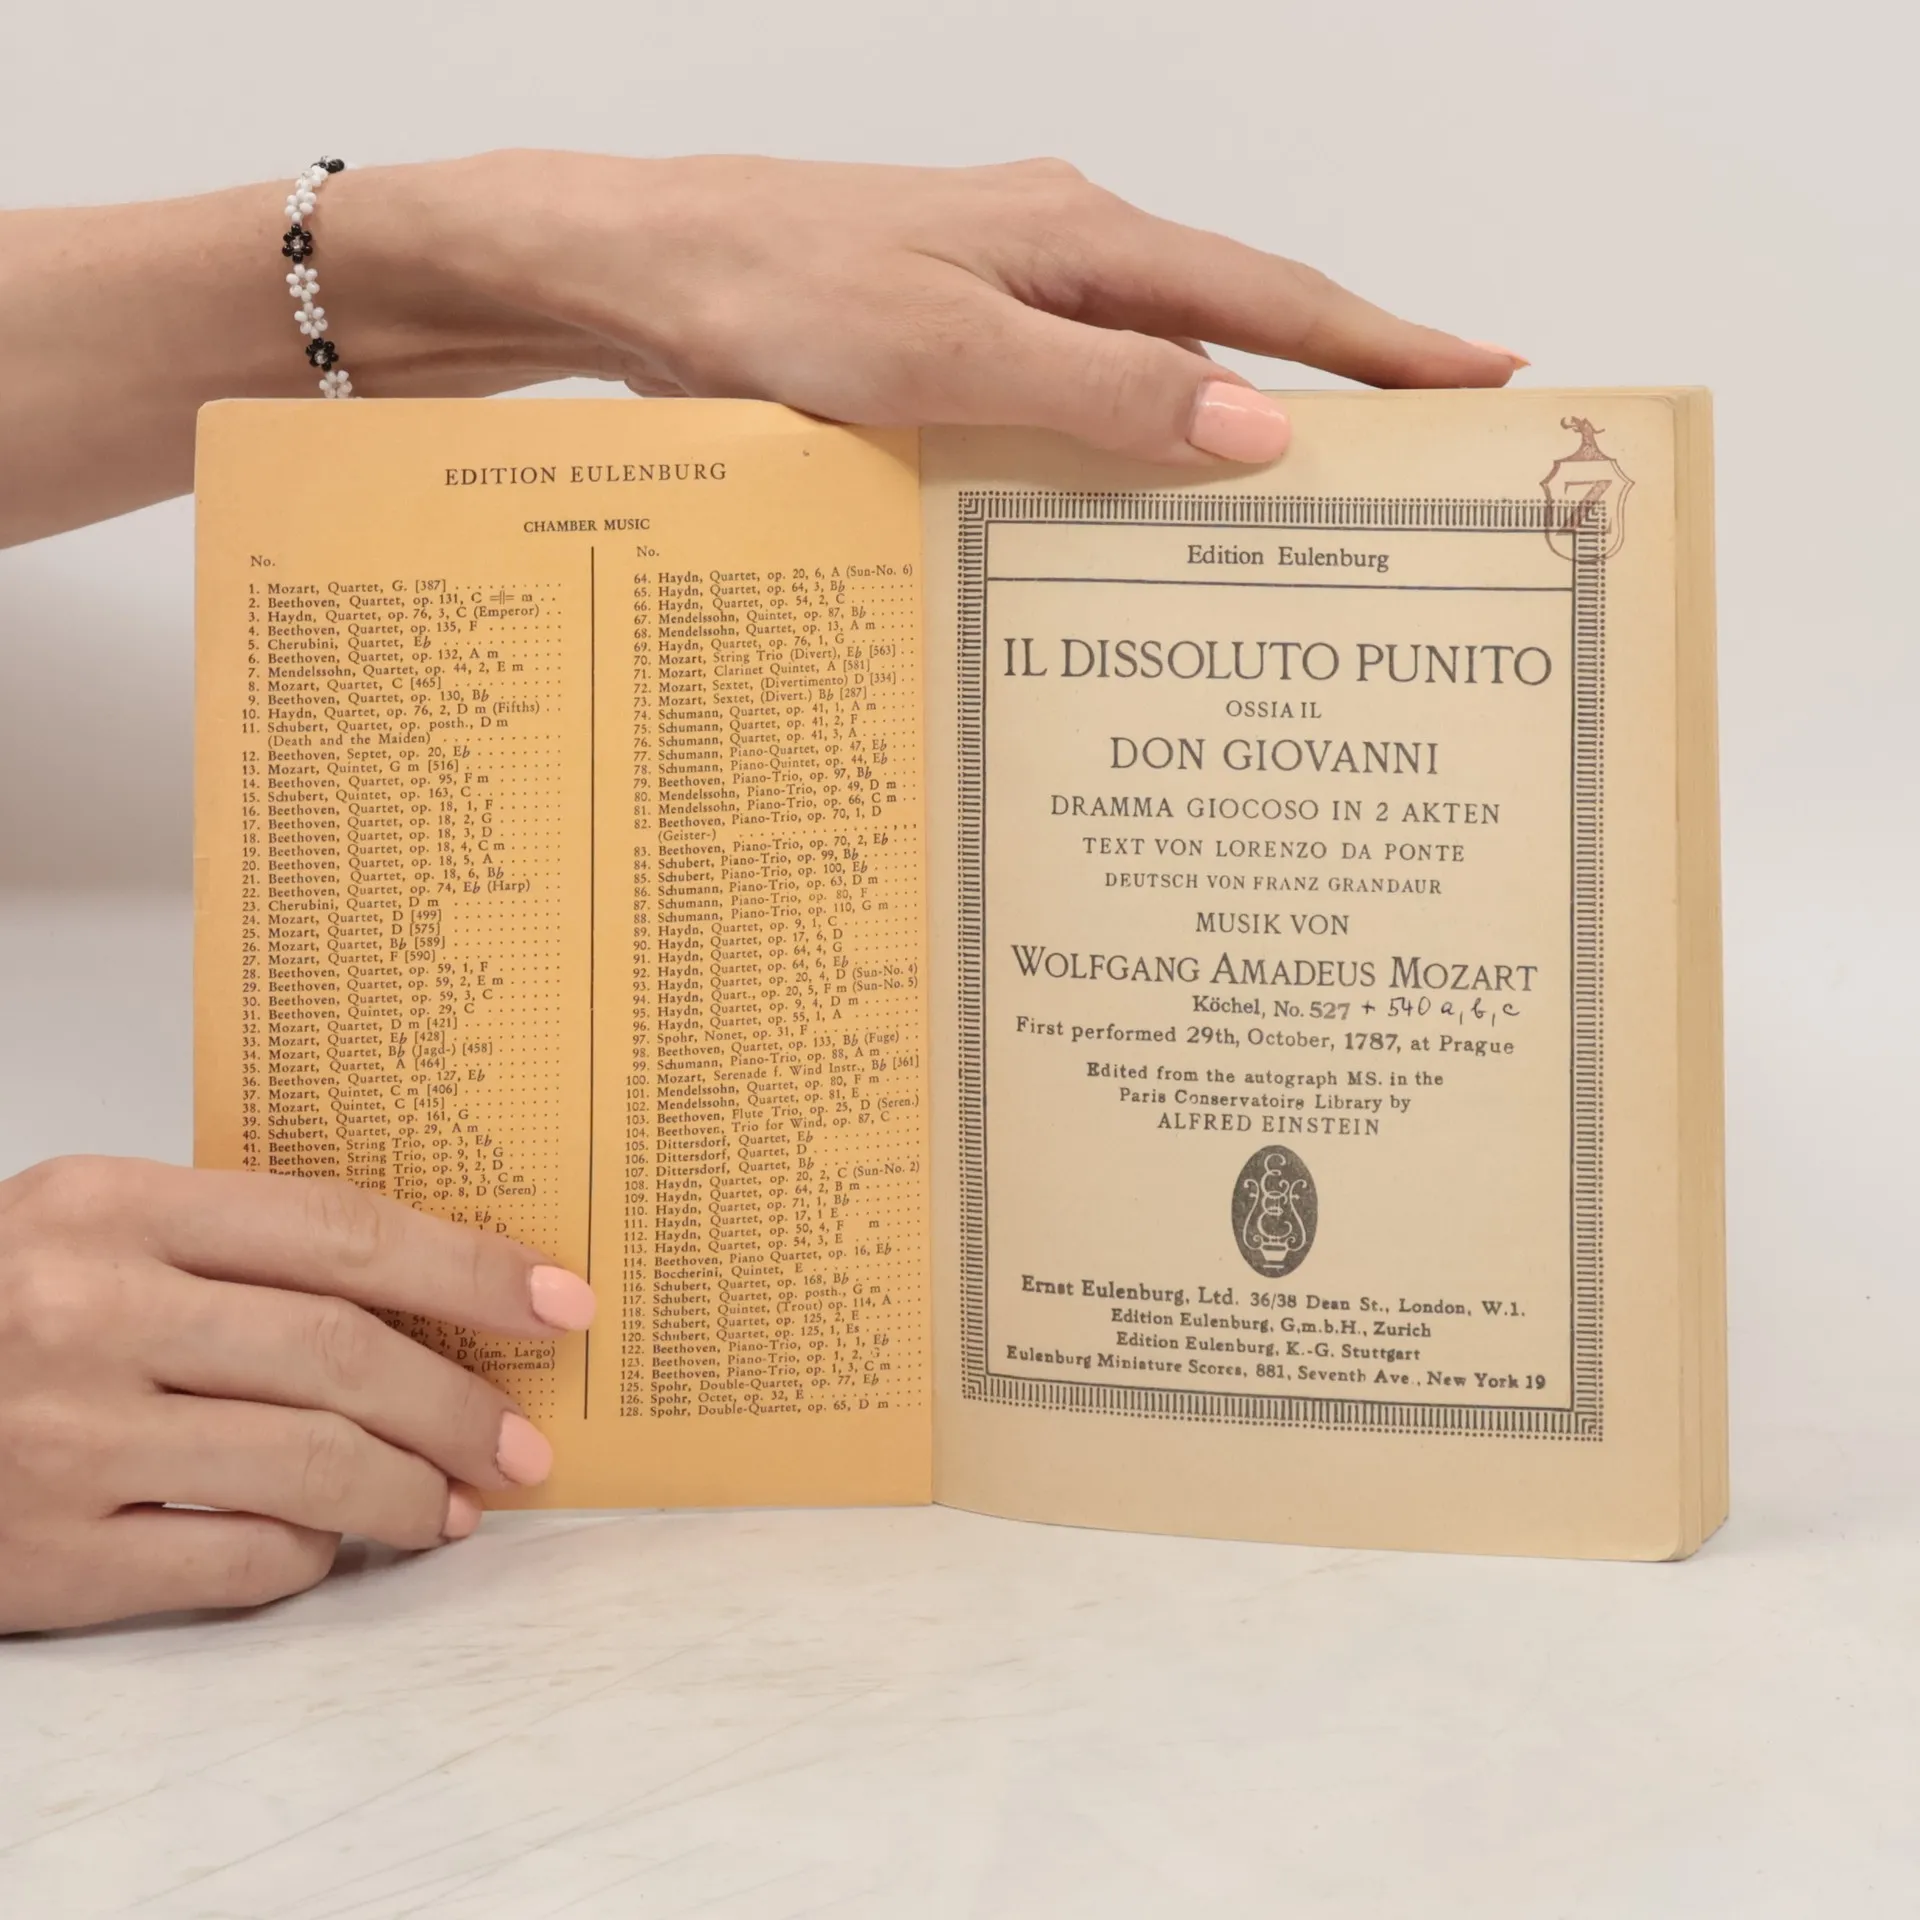 EDITION EULENBURG
CHAMBER MUSIC
No.
1. Mozart, Quartet, G. [387]
2. Beethoven, Quartet, op. 131, C ♯ m
3. Haydn, Quartet, op. 76, 3, C (Emperor)
4. Beethoven, Quartet, op. 135, F
5. Cherubini, Quartet, E♭
6. Beethoven, Quartet, op. 132, A m
7. Mendelssohn, Quartet, op. 44, 2, E m
8. Mozart, Quartet, C [465]
9. Beethoven, Quartet, op. 130, B♭
10. Haydn, Quartet, op. 76, 2, D m (Fifths)
11. Schubert, Quartet, op. posth., D m
(Death and the Maiden)
12. Beethoven, Septet, op. 20, E♭
13. Mozart, Quintet, G m [516]
14. Beethoven, Quartet, op. 95, F m
15. Schubert, Quintet, op. 163, C
16. Beethoven, Quartet, op. 18, 1, F
17. Beethoven, Quartet, op. 18, 2, G
18. Beethoven, Quartet, op. 18, 3, D
19. Beethoven, Quartet, op. 18, 4, C m
20. Beethoven, Quartet, op. 18, 5, A
21. Beethoven, Quartet, op. 18, 6, B♭
22. Beethoven, Quartet, op. 74, E♭ (Harp)
23. Cherubini, Quartet, D m
24. Mozart, Quartet, D [499]
25. Mozart, Quartet, D [575]
26. Mozart, Quartet, B♭ [589]
27. Mozart, Quartet, F [590]
28. Beethoven, Quartet, op. 59, 1, F
29. Beethoven, Quartet, op. 59, 2, E m
30. Beethoven, Quartet, op. 59, 3, C
31. Beethoven, Quintet, op. 29, C
32. Mozart, Quartet, D m [421]
33. Mozart, Quartet, E♭ [428]
34. Mozart, Quartet, B♭ (Jagd-) [458]
35. Mozart, Quartet, A [464]
36. Beethoven, Quartet, op. 127, E♭
37. Mozart, Quintet, C m [406]
38. Mozart, Quintet, C [415]
39. Schubert, Quartet, op. 161, G
40. Schubert, Quartet, op. 29, A m
41. Beethoven, String Trio, op. 3, E♭
42. Beethoven, String Trio, op. 9, 1, G
Beethoven, String Trio, op. 9, 2, D
String Trio, op. 9, 3, C m
Trio, op. 8, D (Seren)
12, E♭
D
op. 54,
64, 5, D
4, B♭
D (fam. Largo)
m (Horseman)
No.
64. Haydn, Quartet, op. 20, 6, A (Sun-No. 6)
65. Haydn, Quartet, op. 64, 3, B♭
66. Haydn, Quartet, op. 54, 2, C
67. Mendelssohn, Quintet, op. 87, B♭
68. Mendelssohn, Quartet, op. 13, A m
69. Haydn, Quartet, op. 76, 1, G
70. Mozart, String Trio (Divert), E♭ [563]
71. Mozart, Clarinet Quintet, A [581]
72. Mozart, Sextet, (Divertimento) D [334]
73. Mozart, Sextet, (Divert.) B♭ [287]
74. Schumann, Quartet, op. 41, 1, A m
75. Schumann, Quartet, op. 41, 2, F
76. Schumann, Quartet, op. 41, 3, A
77. Schumann, Piano-Quartet, op. 47, E♭
78. Schumann, Piano-Quintet, op. 44, E♭
79. Beethoven, Piano-Trio, op. 97, B♭
80. Mendelssohn, Piano-Trio, op. 49, D m
81. Mendelssohn, Piano-Trio, op. 66, C m
82. Beethoven, Piano-Trio, op. 70, 1, D
(Geister-)
83. Beethoven, Piano-Trio, op. 70, 2, E♭
84. Schubert, Piano-Trio, op. 99, B♭
85. Schubert, Piano-Trio, op. 100, E♭
86. Schumann, Piano-Trio, op. 63, D m
87. Schumann, Piano-Trio, op. 80, F
88. Schumann, Piano-Trio, op. 110, G m
89. Haydn, Quartet, op. 9, 1, C
90. Haydn, Quartet, op. 17, 6, D
91. Haydn, Quartet, op. 64, 4, G
92. Haydn, Quartet, op. 64, 6, E♭
93. Haydn, Quartet, op. 20, 4, D (Sun-No. 4)
94. Haydn, Quart., op. 20, 5, F m (Sun-No. 5)
95. Haydn, Quartet, op. 9, 4, D m
96. Haydn, Quartet, op. 55, 1, A
97. Spohr, Nonet, op. 31, F
98. Beethoven, Quartet, op. 133, B♭ (Fuge)
99. Schumann, Piano-Trio, op. 88, A m
100. Mozart, Serenade f. Wind Instr., B♭ [361]
101. Mendelssohn, Quartet, op. 80, F m
102. Mendelssohn, Quartet, op. 81, E
103. Beethoven, Flute Trio, op. 25, D (Seren.)
104. Beethoven, Trio for Wind, op. 87, C
105. Dittersdorf, Quartet, E♭
106. Dittersdorf, Quartet, D
107. Dittersdorf, Quartet, B♭
108. Haydn, Quartet, op. 20, 2, C (Sun-No. 2)
109. Haydn, Quartet, op. 64, 2, B m
110. Haydn, Quartet, op. 71, 1, B♭
111. Haydn, Quartet, op. 17, 1 E
112. Haydn, Quartet, op. 50, 4, F m
113. Haydn, Quartet, op. 54, 3, E
114. Beethoven, Piano Quartet, op. 16, E♭
115. Boccherini, Quintet, E
116. Schubert, Quartet, op. 168, B♭
117. Schubert, Quartet, op. posth., G m
118. Schubert, Quintet, (Trout) op. 114, A
119. Schubert, Quartet, op. 125, 2, E
120. Schubert, Quartet, op. 125, 1, Es
122. Beethoven, Piano-Trio, op. 1, 1, E♭
123. Beethoven, Piano-Trio, op. 1, 2, G
124. Beethoven, Piano-Trio, op. 1, 3, C m
125. Spohr, Double-Quartet, op. 77, E♭
126. Spohr, Octet, op. 32, E
128. Spohr, Double-Quartet, op. 65, D m
Z
Edition Eulenburg
IL DISSOLUTO PUNITO
OSSIA IL
DON GIOVANNI
DRAMMA GIOCOSO IN 2 AKTEN
TEXT VON LORENZO DA PONTE
DEUTSCH VON FRANZ GRANDAUR
MUSIK VON
WOLFGANG AMADEUS MOZART
Köchel, No. 527 + 540 a, b, c
First performed 29th, October, 1787, at Prague
Edited from the autograph MS. in the
Paris Conservatoire Library by
ALFRED EINSTEIN
Ernst Eulenburg, Ltd. 36/38 Dean St., London, W.1.
Edition Eulenburg, G.m.b.H., Zurich
Edition Eulenburg, K.-G. Stuttgart
Eulenburg Miniature Scores, 881, Seventh Ave., New York 19